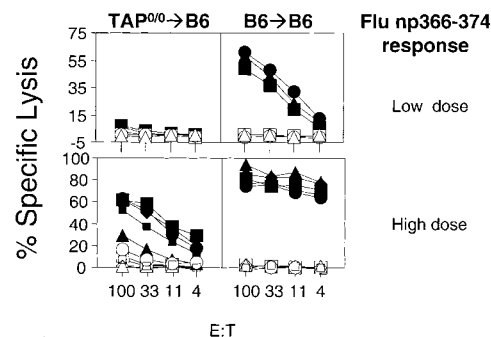 TAP0/0→B6
B6→B6
Flu np366-374
response
% Specific Lysis
75
55
35
15
-5
Low dose
100
80
60
40
20
0
High dose
100 33 11 4
100 33 11 4
E:T